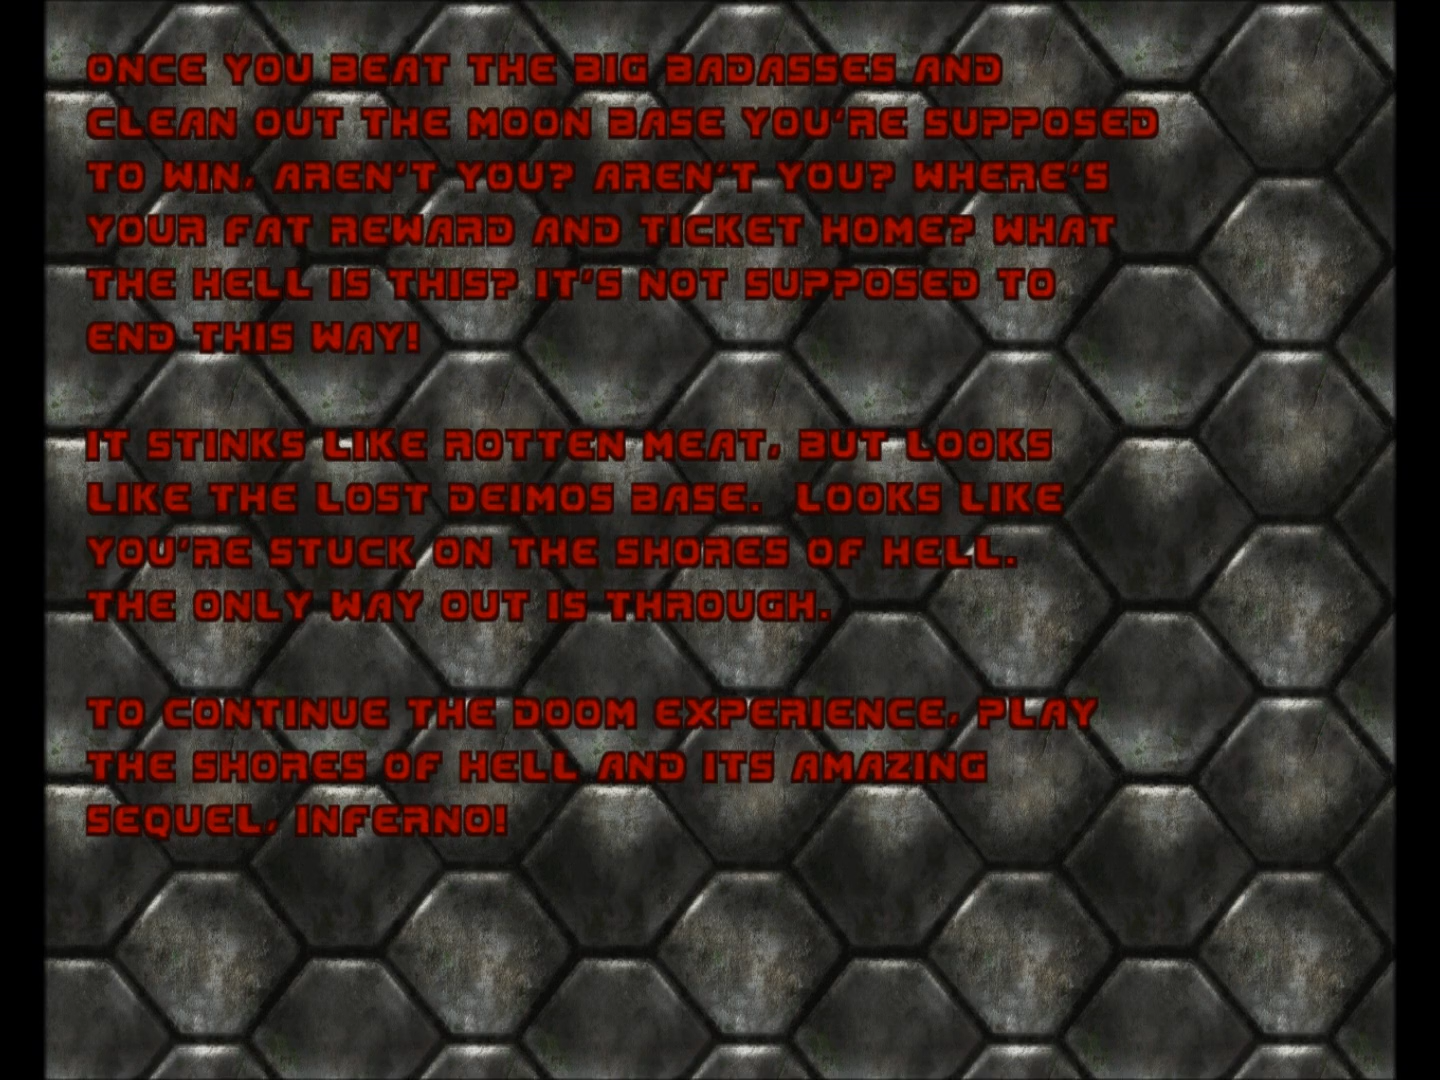 ONCE YOU BEAT THE BIG BADASSES AND
CLEAN OUT THE MOON BASE YOU'RE SUPPOSED
TO WIN, AREN'T YOU? AREN'T YOU? WHERE'S
YOUR FAT REWARD AND TICKET HOME? WHAT
THE HELL IS THIS? IT'S NOT SUPPOSED TO
END THIS WAY!
IT STINKS LIKE ROTTEN MEAT, BUT LOOKS
LIKE THE LOST DEIMOS BASE.  LOOKS LIKE
YOU'RE STUCK ON THE SHORES OF HELL.
THE ONLY WAY OUT IS THROUGH.
TO CONTINUE THE DOOM EXPERIENCE, PLAY
THE SHORES OF HELL AND ITS AMAZING
SEQUEL, INFERNO!